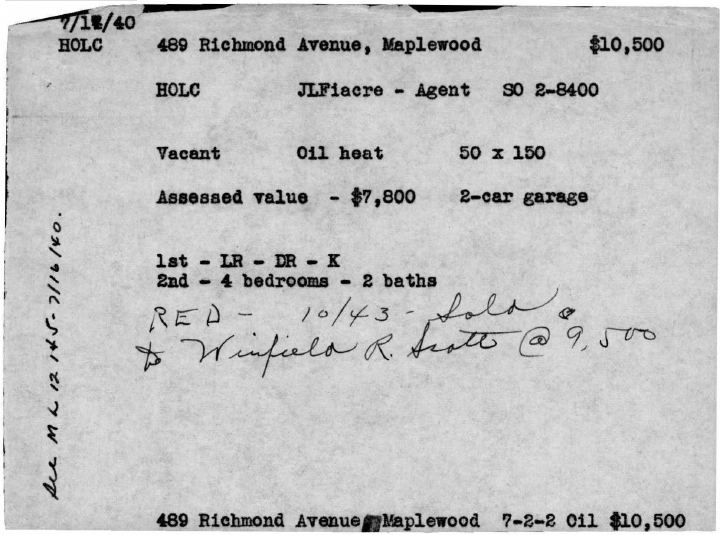 7/12/40
HOLC 489 Richmond Avenue, Maplewood $10,500
HOLC JLFiacre - Agent SO 2-8400
Vacant Oil heat 50 x 150
Assessed value - $7,800 2-car garage
1st - LR - DR - K
2nd - 4 bedrooms - 2 baths
RED - 10/43 - Sold
to Winfield R. Scott @ 9,500
See ML 12145-7/16/40.
489 Richmond Avenue Maplewood 7-2-2 Oil $10,500